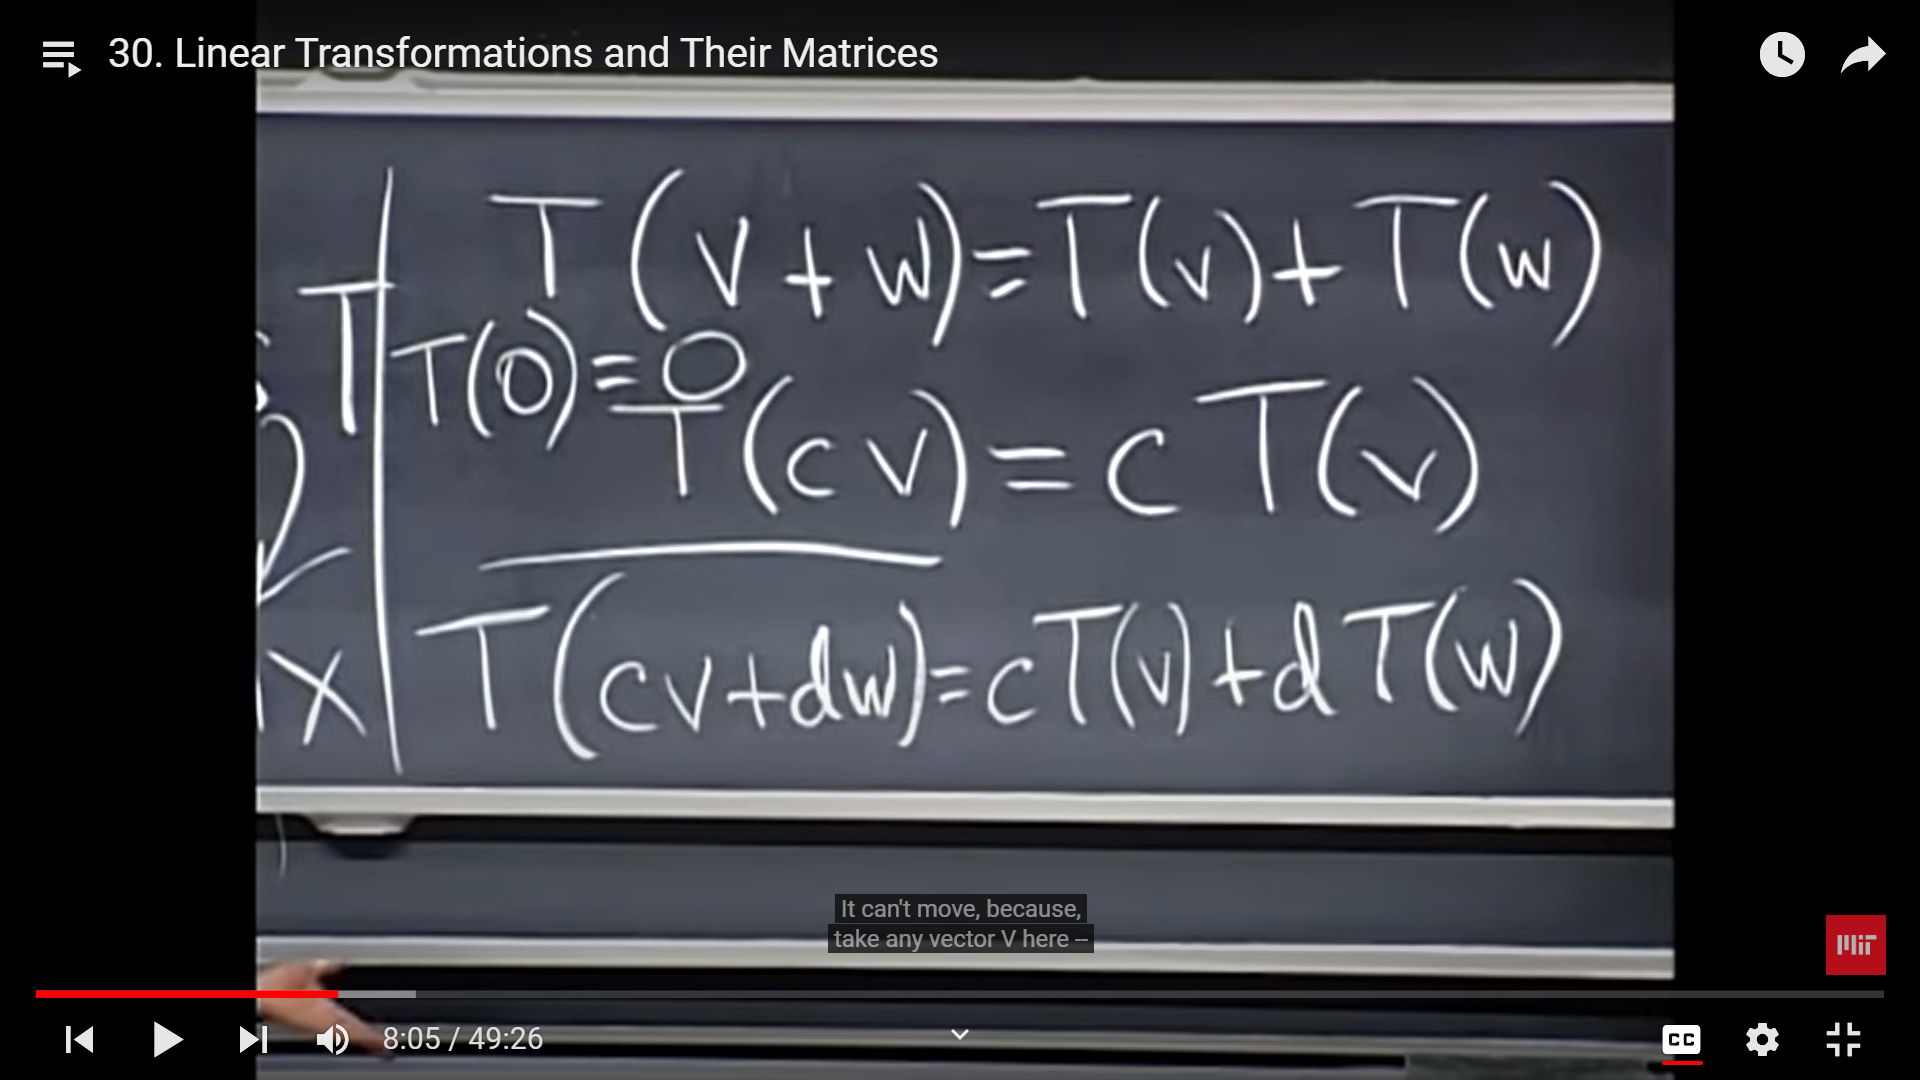 30. Linear Transformations and Their Matrices
T(v+w)=T(v)+T(w)
T
T(0)=0
T(cv)=cT(v)
T(cv+dw)=cT(v)+dT(w)
x
It can't move, because,
take any vector V here --
MIT
8:05 / 49:26
CC